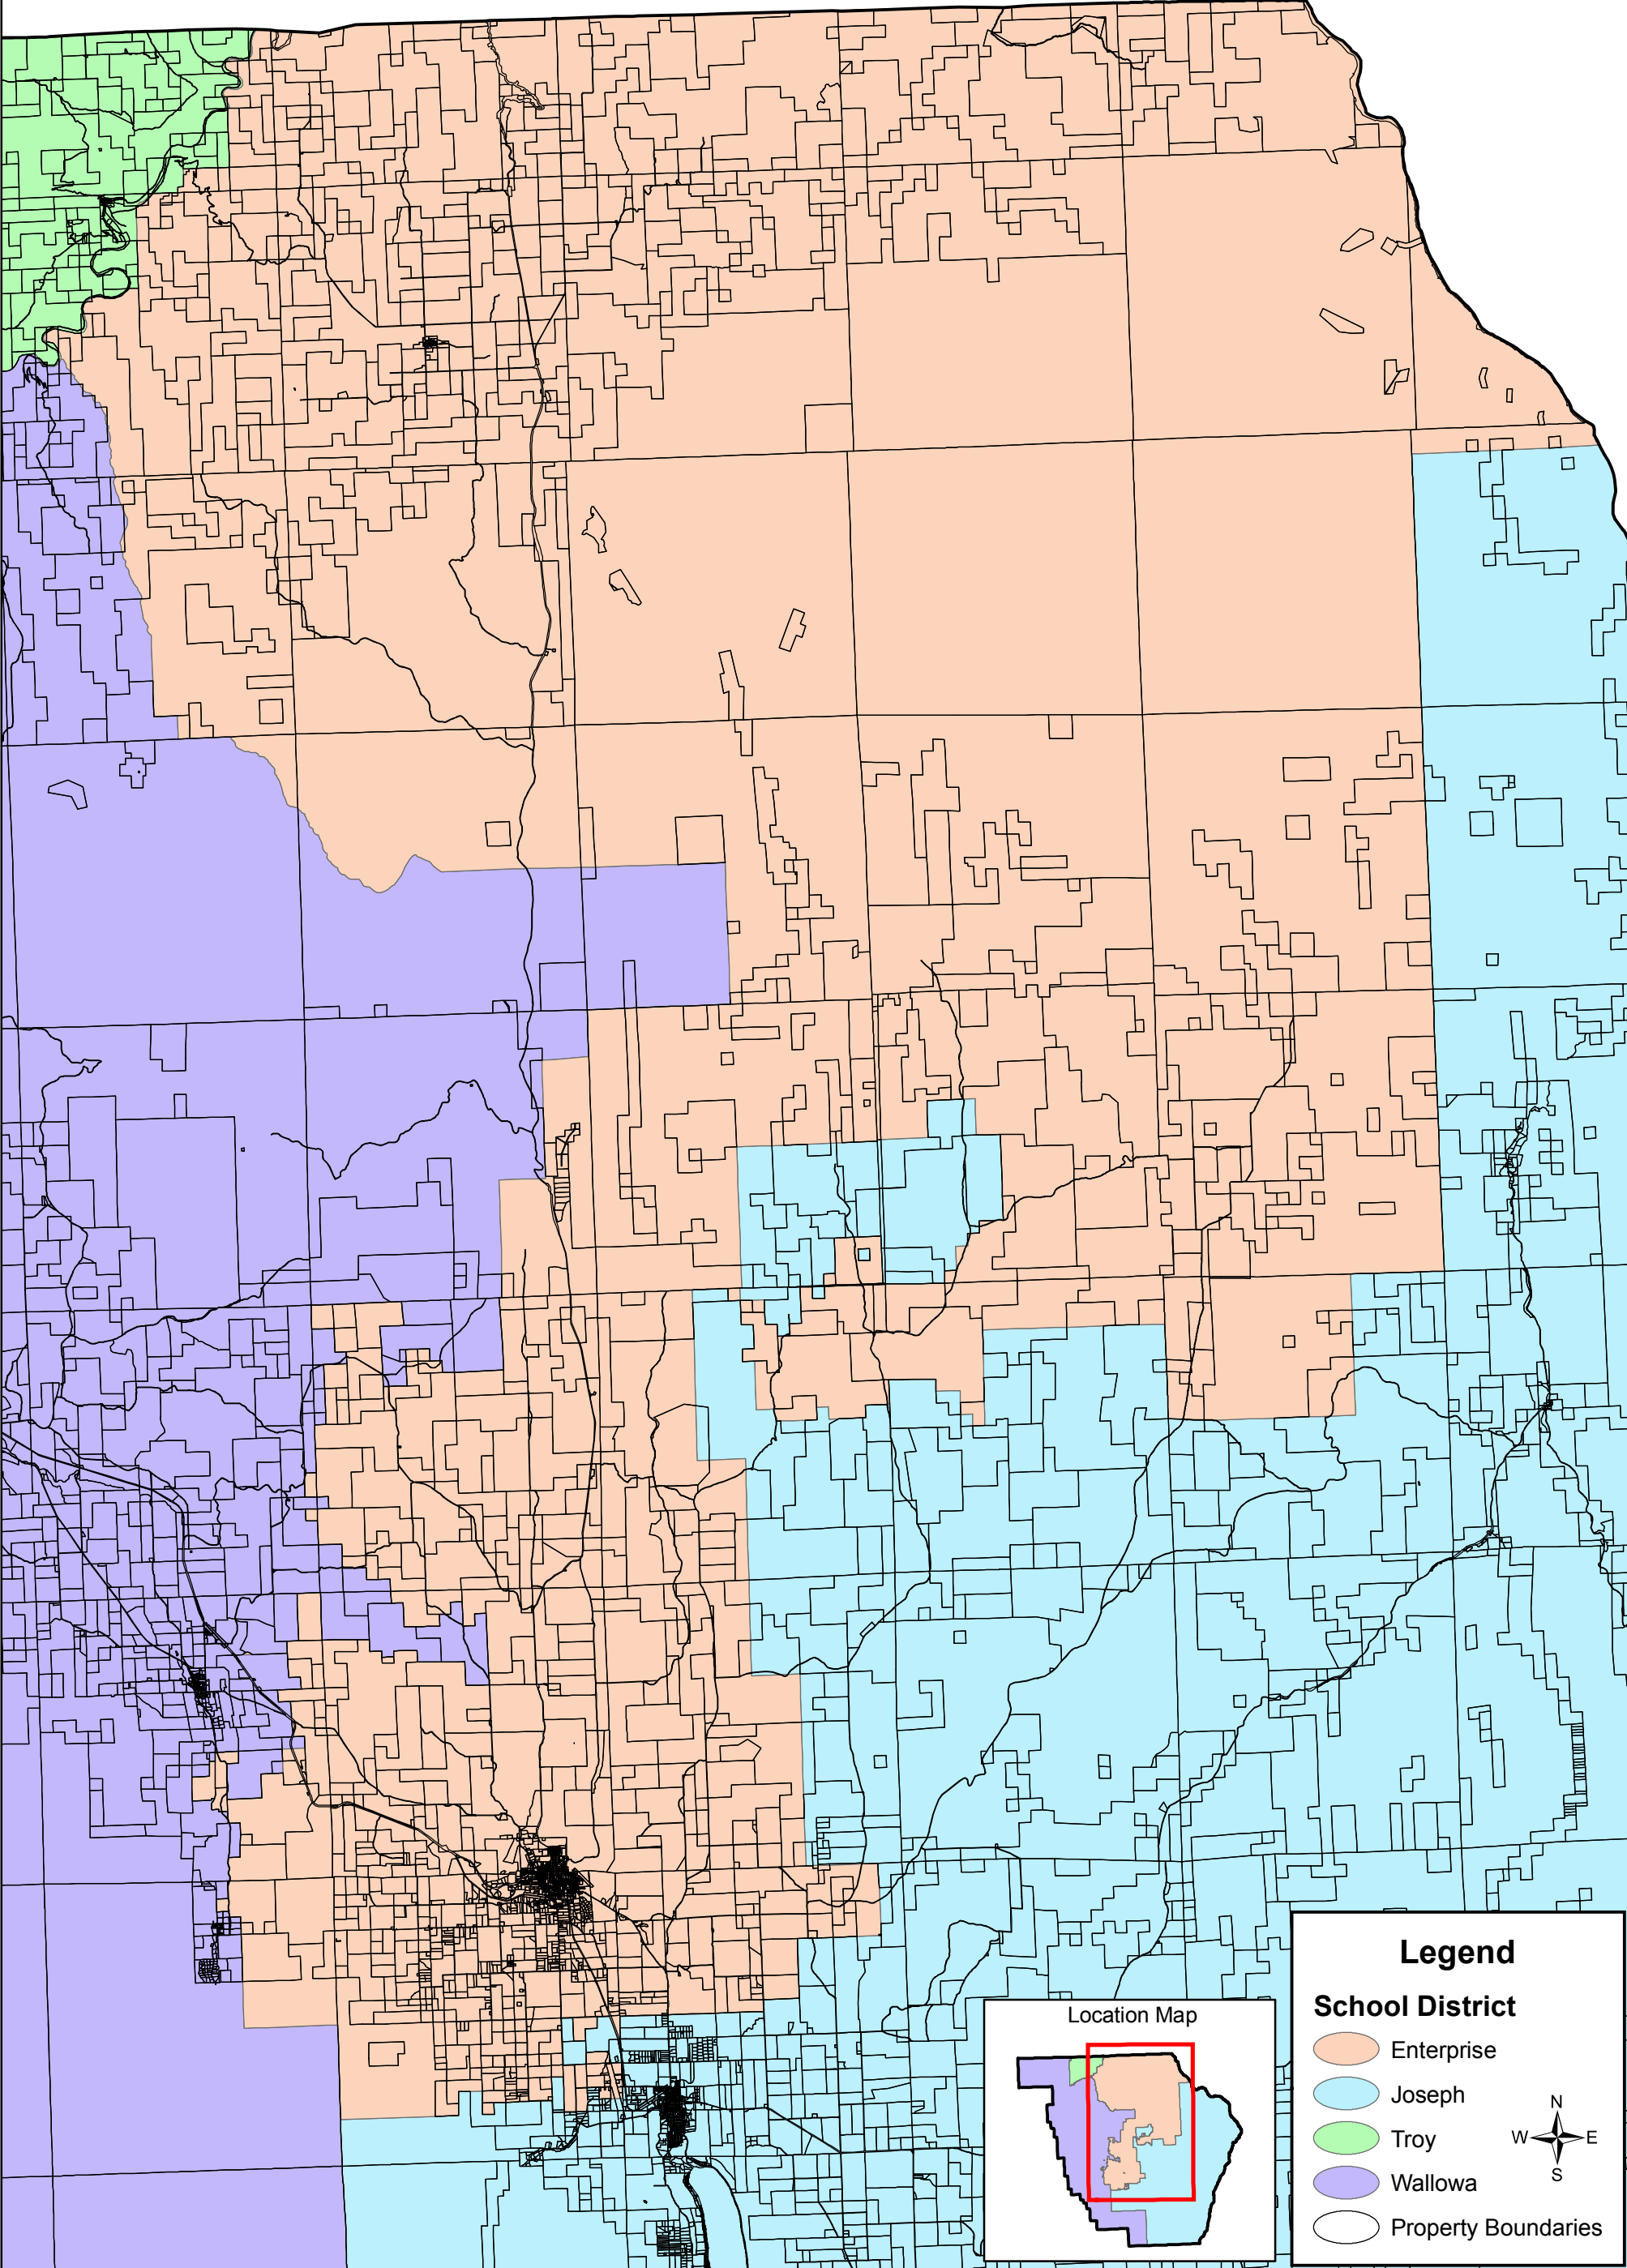 Legend
School District
Enterprise
Joseph
Troy
Wallowa
Property Boundaries
N
W E
S
Location Map